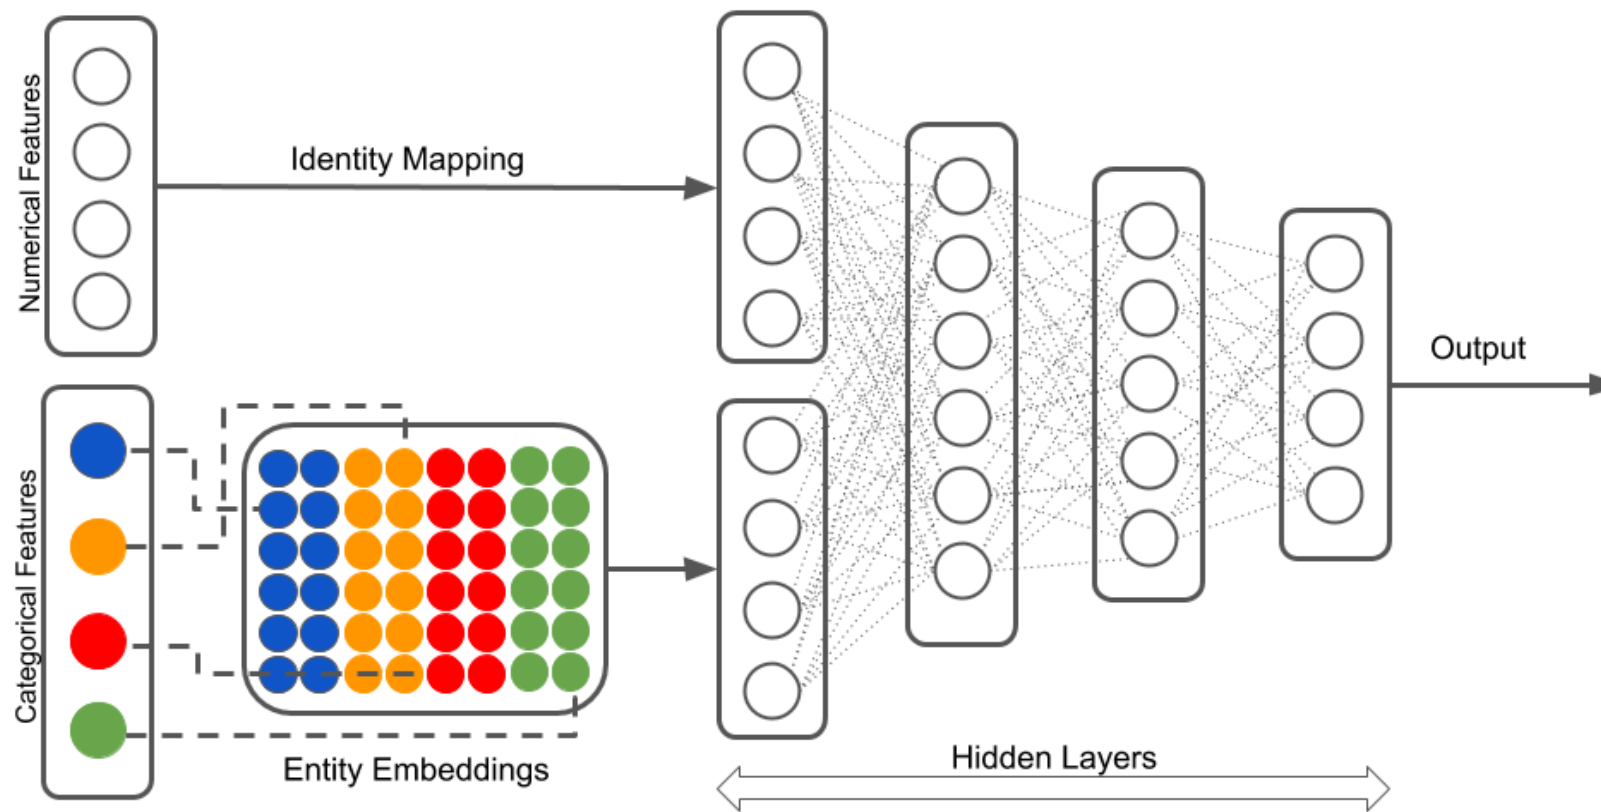 Numerical Features
Identity Mapping
Output
Categorical Features
Entity Embeddings
Hidden Layers